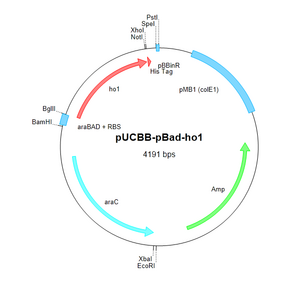 PstI
SpeI
XhoI
NotI
pBBinR
His Tag
pMB1 (colE1)
ho1
BglII
BamHI
araBAD + RBS
pUCBB-pBad-ho1
4191 bps
Amp
araC
XbaI
EcoRI